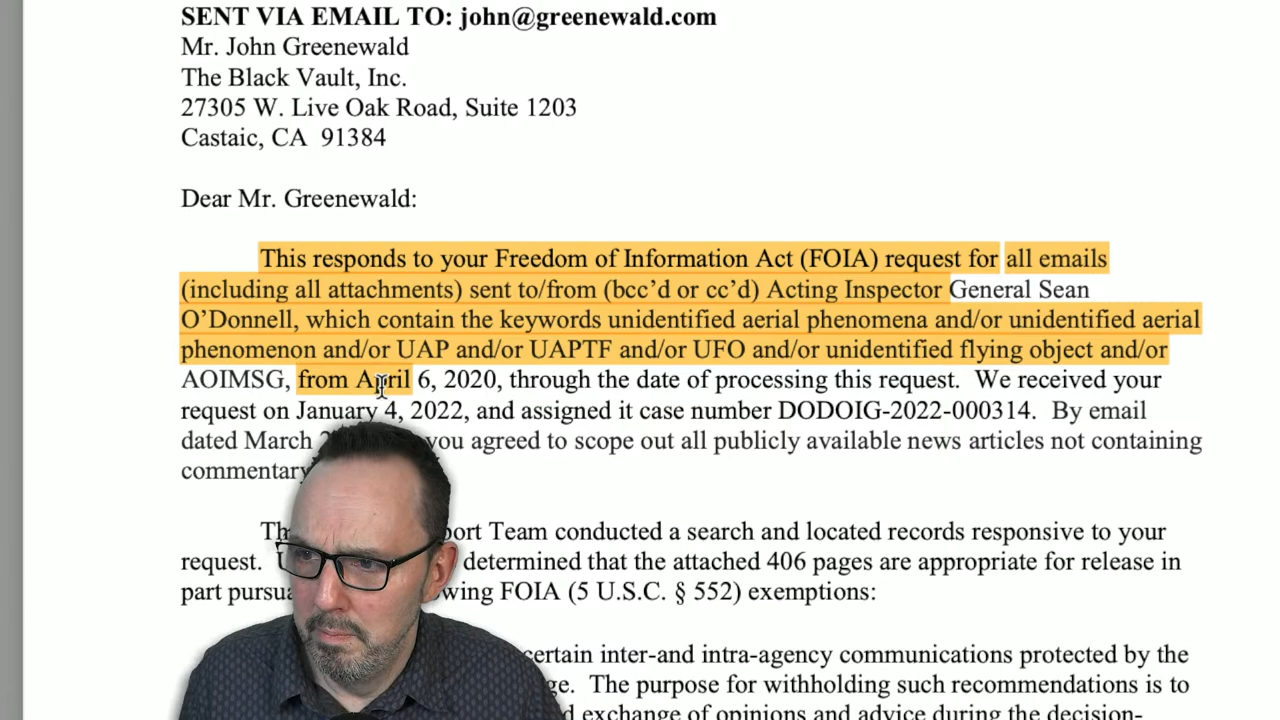 SENT VIA EMAIL TO: john@greenewald.com
Mr. John Greenewald
The Black Vault, Inc.
27305 W. Live Oak Road, Suite 1203
Castaic, CA 91384
Dear Mr. Greenewald:
This responds to your Freedom of Information Act (FOIA) request for all emails
(including all attachments) sent to/from (bcc’d or cc’d) Acting Inspector General Sean
O’Donnell, which contain the keywords unidentified aerial phenomena and/or unidentified aerial
phenomenon and/or UAP and/or UAPTF and/or UFO and/or unidentified flying object and/or
AOIMSG, from April 6, 2020, through the date of processing this request. We received your
request on January 4, 2022, and assigned it case number DODOIG-2022-000314. By email
dated March you agreed to scope out all publicly available news articles not containing
commentary
ort Team conducted a search and located records responsive to your
request. determined that the attached 406 pages are appropriate for release in
part FOIA (5 U.S.C. § 552) exemptions:
certain inter-and intra-agency communications protected by the
The purpose for withholding such recommendations is to
exchange of opinions and advice during the decision-